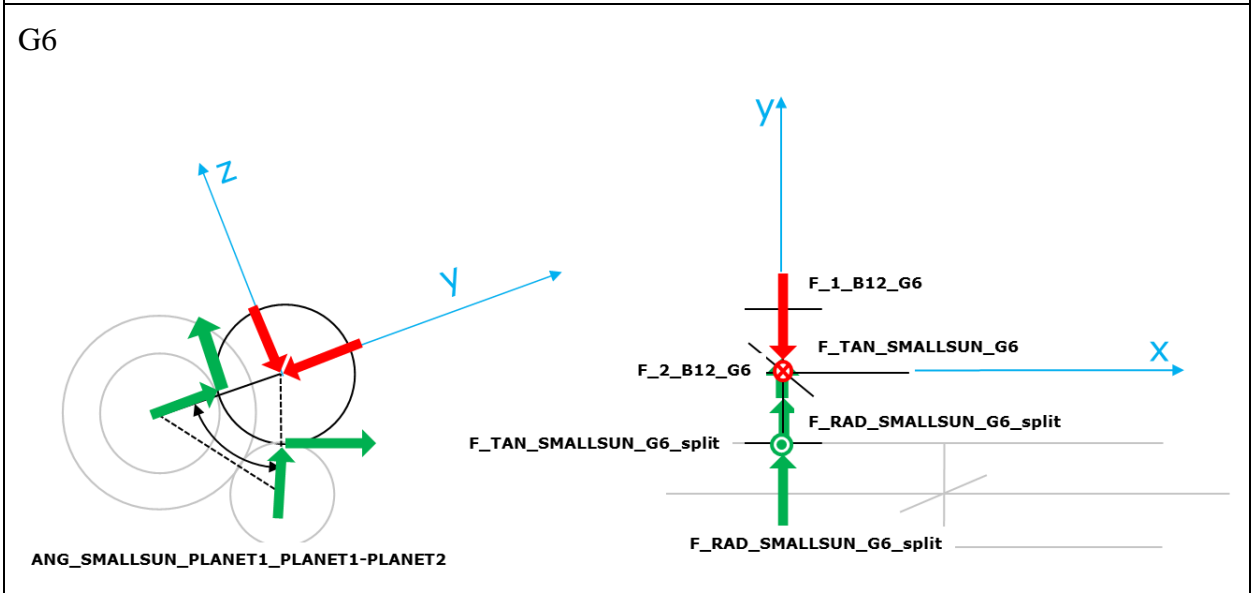 G6
z
y
ANG_SMALLSUN_PLANET1_PLANET1-PLANET2
y
F_1_B12_G6
F_TAN_SMALLSUN_G6
x
F_2_B12_G6
F_RAD_SMALLSUN_G6_split
F_TAN_SMALLSUN_G6_split
F_RAD_SMALLSUN_G6_split